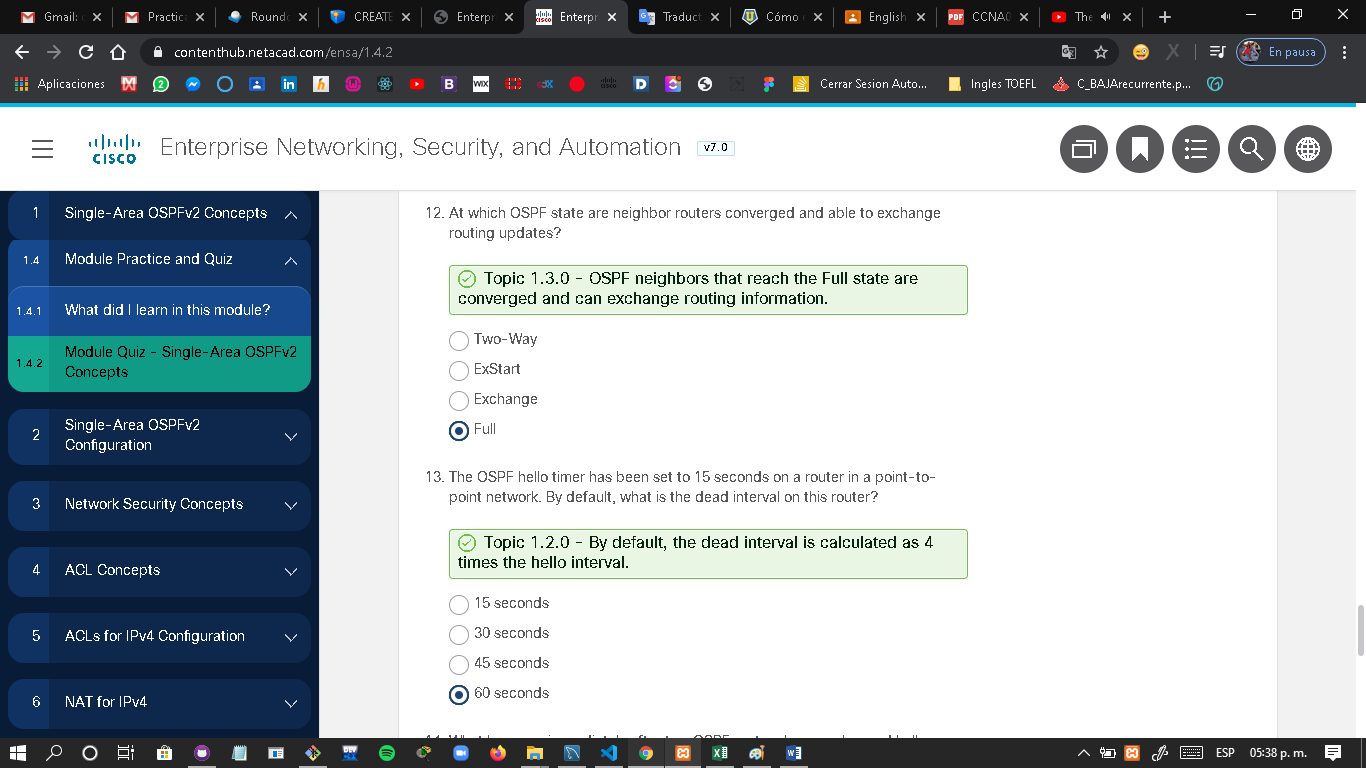 Gmail:
Practic
Roundc
CREATE
Enterpr
Enterpr
Traduct
Cómo
English
CCNA
The
contenthub.netacad.com/ensa/1.4.2
En pausa
Aplicaciones
Cerrar Sesion Auto...
Ingles TOEFL
C_BAJArecurrente.p...
CISCO
Enterprise Networking, Security, and Automation
v7.0
1 Single-Area OSPFv2 Concepts
1.4 Module Practice and Quiz
1.4.1 What did I learn in this module?
1.4.2 Module Quiz - Single-Area OSPFv2
Concepts
2 Single-Area OSPFv2
Configuration
3 Network Security Concepts
4 ACL Concepts
5 ACLs for IPv4 Configuration
6 NAT for IPv4
12. At which OSPF state are neighbor routers converged and able to exchange
routing updates?
Topic 1.3.0 - OSPF neighbors that reach the Full state are
converged and can exchange routing information.
Two-Way
ExStart
Exchange
Full
13. The OSPF hello timer has been set to 15 seconds on a router in a point-to-
point network. By default, what is the dead interval on this router?
Topic 1.2.0 - By default, the dead interval is calculated as 4
times the hello interval.
15 seconds
30 seconds
45 seconds
60 seconds
ESP
05:38 p. m.